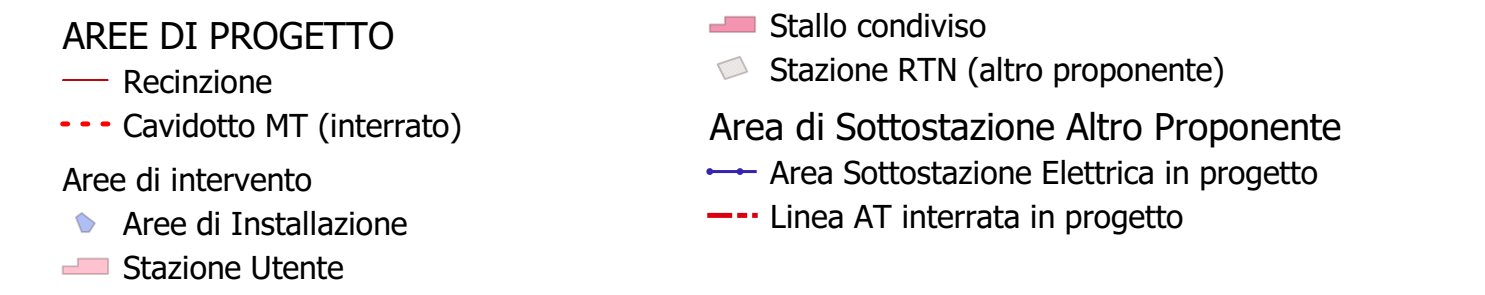 AREE DI PROGETTO
Recinzione
Cavidotto MT (interrato)
Aree di intervento
Aree di Installazione
Stazione Utente
Stallo condiviso
Stazione RTN (altro proponente)
Area di Sottostazione Altro Proponente
Area Sottostazione Elettrica in progetto
Linea AT interrata in progetto